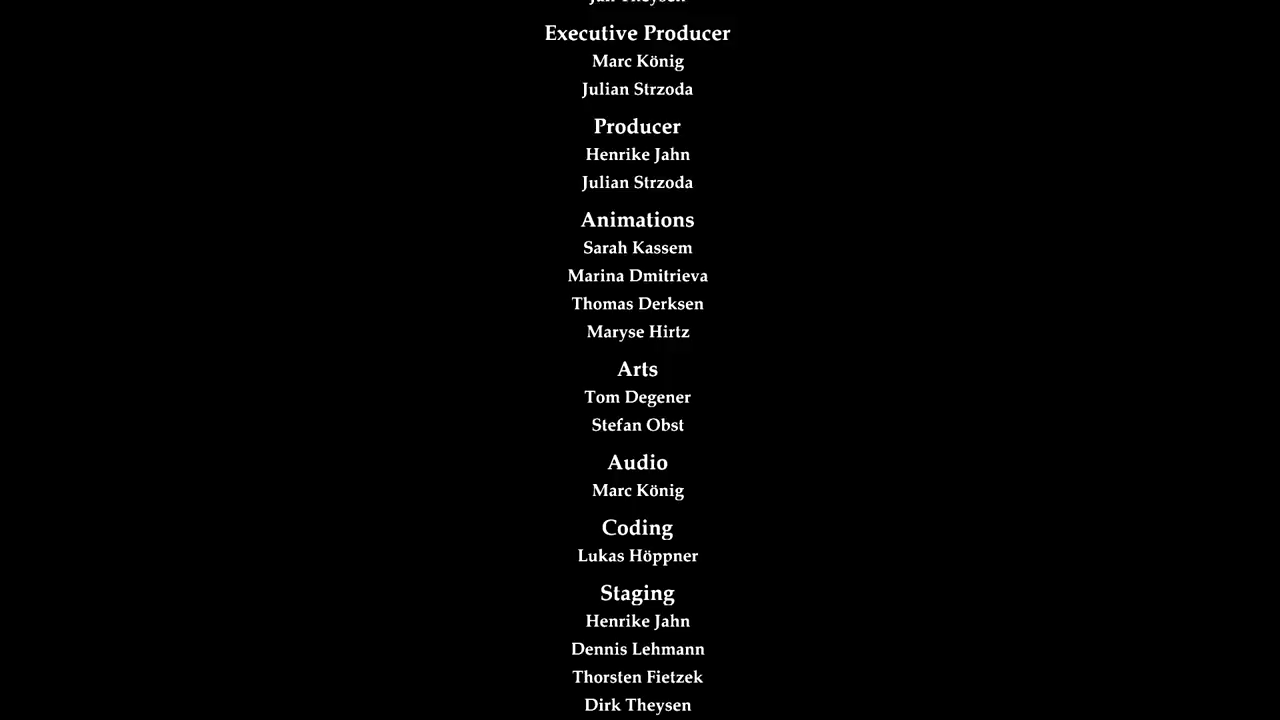 Jan Theysen
Executive Producer
Marc König
Julian Strzoda
Producer
Henrike Jahn
Julian Strzoda
Animations
Sarah Kassem
Marina Dmitrieva
Thomas Derksen
Maryse Hirtz
Arts
Tom Degener
Stefan Obst
Audio
Marc König
Coding
Lukas Höppner
Staging
Henrike Jahn
Dennis Lehmann
Thorsten Fietzek
Dirk Theysen